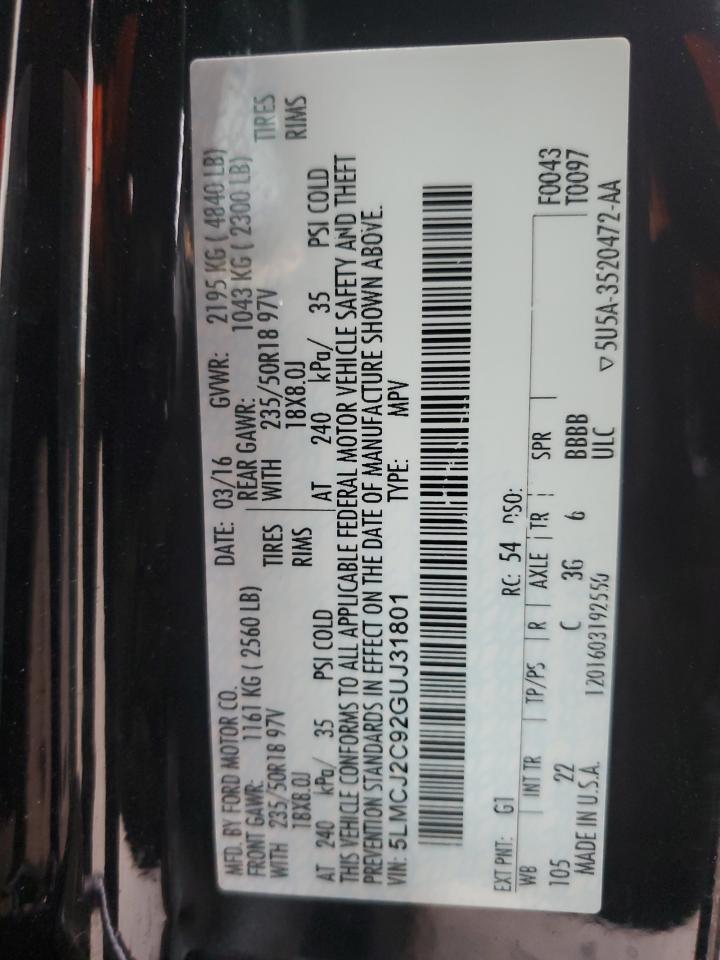 MFD. BY FORD MOTOR CO.
DATE: 03/16 GVWR: 2195 KG ( 4840 LB)
FRONT GAWR: 1161 KG ( 2560 LB) REAR GAWR: 1043 KG ( 2300 LB)
WITH 235/50R18 97V TIRES WITH 235/50R18 97V TIRES
18X8.0J RIMS 18X8.0J RIMS
AT 240 kPa/ 35 PSI COLD AT 240 kPa/ 35 PSI COLD
THIS VEHICLE CONFORMS TO ALL APPLICABLE FEDERAL MOTOR VEHICLE SAFETY AND THEFT
PREVENTION STANDARDS IN EFFECT ON THE DATE OF MANUFACTURE SHOWN ABOVE.
VIN: 5LMCJ2C92GUJ31801 TYPE: MPV
EXT PNT: G1 RC: 54 DSO: F0043
WB INT TR TP/PS R AXLE TR SPR T0097
105 22 C 3G 6 BBBB
MADE IN U.S.A. ULC ▽ 5U5A-3520472-AA